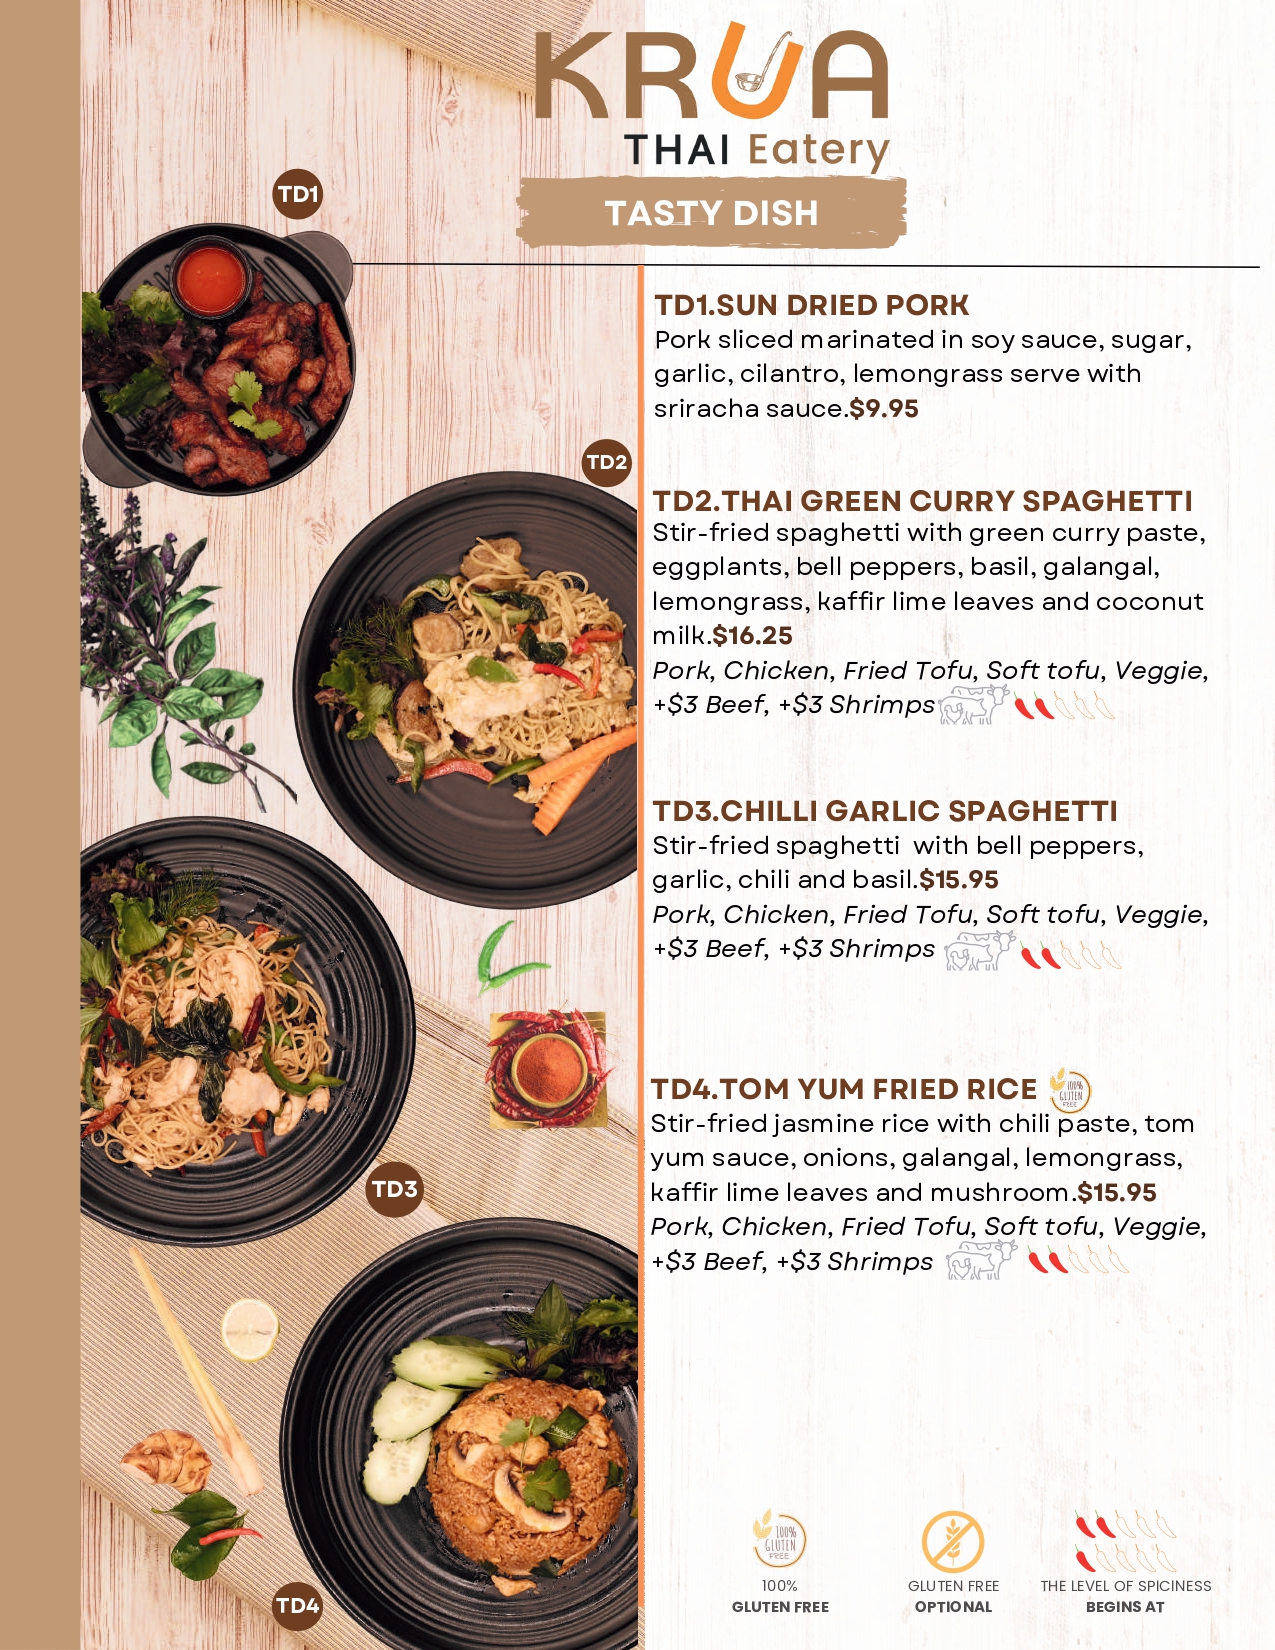 KRUA
THAI Eatery
TASTY DISH
TD1
TD1.SUN DRIED PORK
Pork sliced marinated in soy sauce, sugar,
garlic, cilantro, lemongrass serve with
sriracha sauce.$9.95
TD2
TD2.THAI GREEN CURRY SPAGHETTI
Stir-fried spaghetti with green curry paste,
eggplants, bell peppers, basil, galangal,
lemongrass, kaffir lime leaves and coconut
milk.$16.25
Pork, Chicken, Fried Tofu, Soft tofu, Veggie,
+$3 Beef, +$3 Shrimps
TD3.CHILLI GARLIC SPAGHETTI
Stir-fried spaghetti with bell peppers,
garlic, chili and basil.$15.95
Pork, Chicken, Fried Tofu, Soft tofu, Veggie,
+$3 Beef, +$3 Shrimps
TD3
TD4.TOM YUM FRIED RICE
100%
GLUTEN
FREE
Stir-fried jasmine rice with chili paste, tom
yum sauce, onions, galangal, lemongrass,
kaffir lime leaves and mushroom.$15.95
Pork, Chicken, Fried Tofu, Soft tofu, Veggie,
+$3 Beef, +$3 Shrimps
TD4
100%
GLUTEN
FREE
100%
GLUTEN FREE
GLUTEN FREE
OPTIONAL
THE LEVEL OF SPICINESS
BEGINS AT